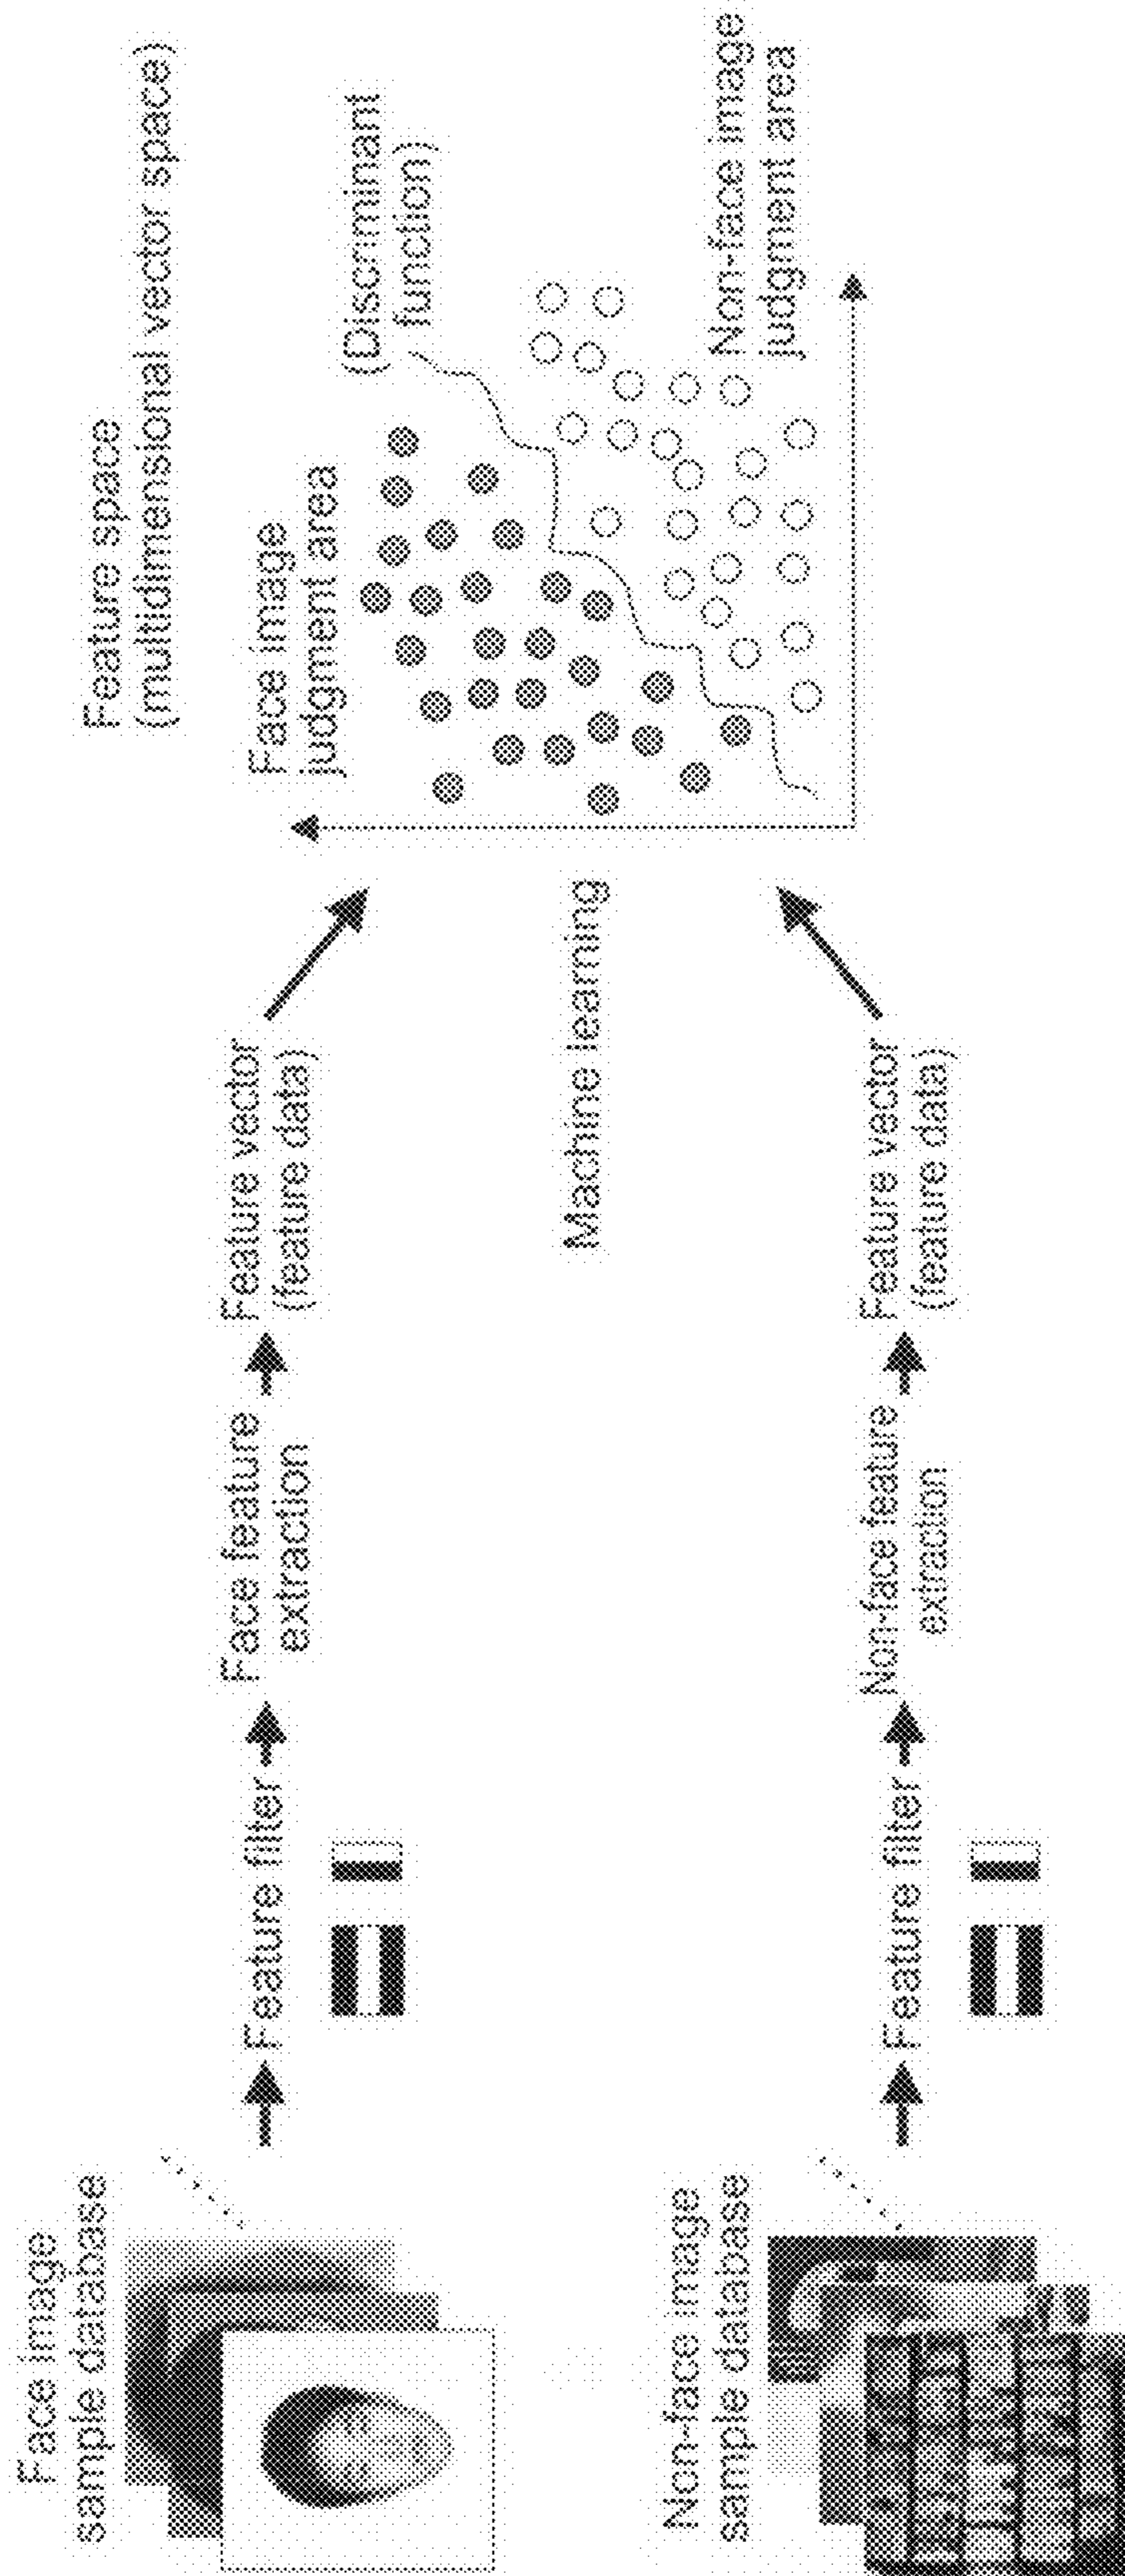 Face image
sample database
Feature filter
Face feature
extraction
Feature vector
(feature data)
Feature space
(multidimensional vector space)
Face image
judgment area
(Discriminant
function)
Machine learning
Non-face image
judgment area
Non-face image
sample database
Feature filter
Non-face feature
extraction
Feature vector
(feature data)